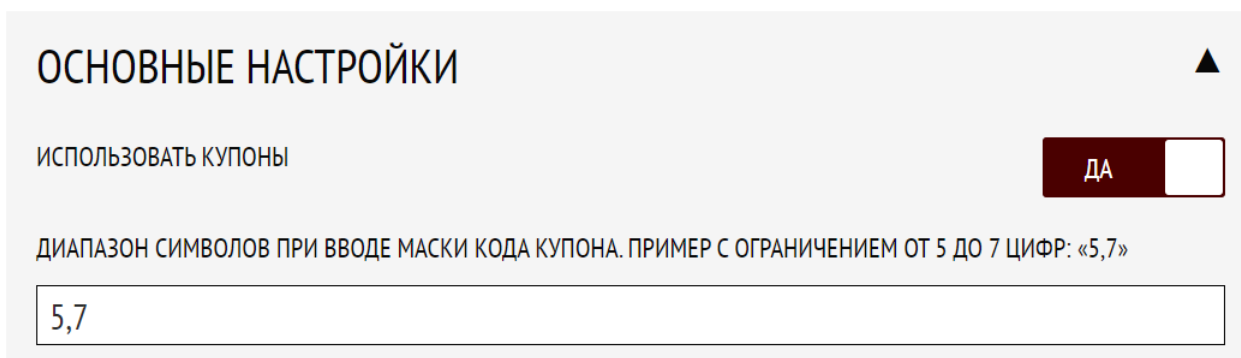 ОСНОВНЫЕ НАСТРОЙКИ
ИСПОЛЬЗОВАТЬ КУПОНЫ
ДА
ДИАПАЗОН СИМВОЛОВ ПРИ ВВОДЕ МАСКИ КОДА КУПОНА. ПРИМЕР С ОГРАНИЧЕНИЕМ ОТ 5 ДО 7 ЦИФР: «5,7»
5,7